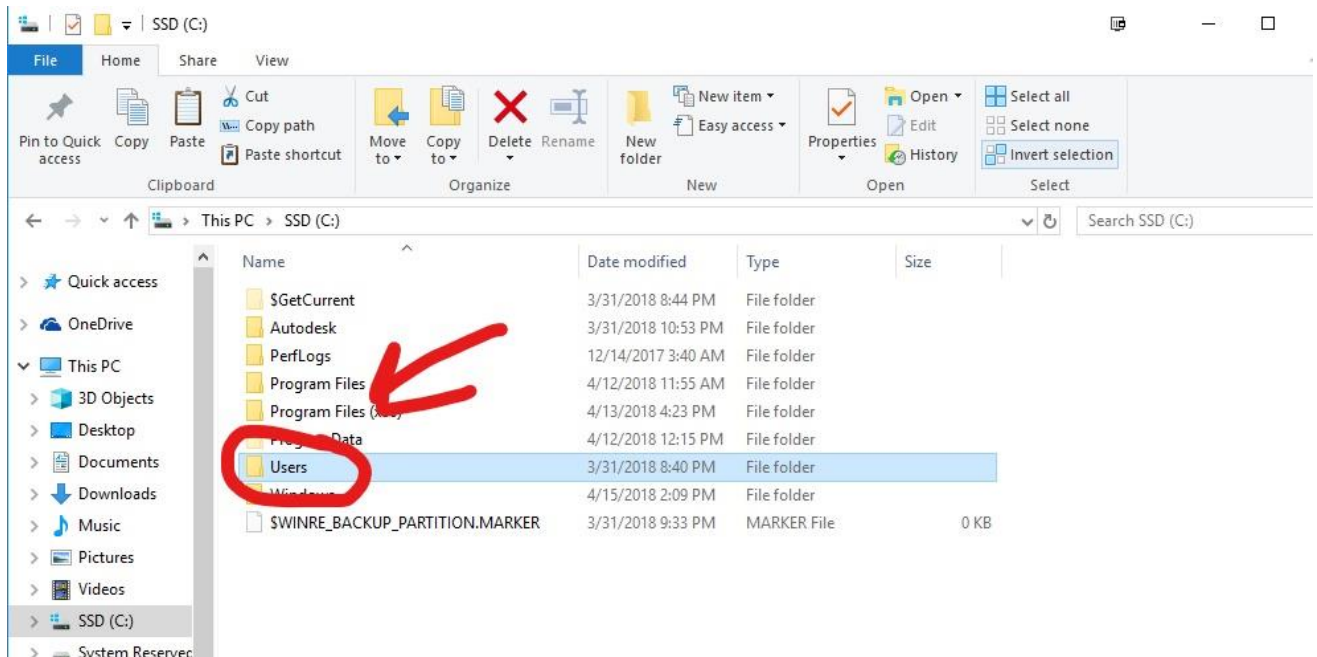 SSD (C:)
File Home Share View
Pin to Quick access
Copy
Paste
Cut
Copy path
Paste shortcut
Clipboard
Move to
Copy to
Delete
Rename
Organize
New folder
New item
Easy access
New
Properties
Open
Edit
History
Open
Select all
Select none
Invert selection
Select
This PC > SSD (C:)
Search SSD (C:)
Quick access
OneDrive
This PC
3D Objects
Desktop
Documents
Downloads
Music
Pictures
Videos
SSD (C:)
System Reserved
Name Date modified Type Size
$GetCurrent 3/31/2018 8:44 PM File folder
Autodesk 3/31/2018 10:53 PM File folder
PerfLogs 12/14/2017 3:40 AM File folder
Program Files 4/12/2018 11:55 AM File folder
Program Files (x86) 4/13/2018 4:23 PM File folder
ProgramData 4/12/2018 12:15 PM File folder
Users 3/31/2018 8:40 PM File folder
Windows 4/15/2018 2:09 PM File folder
$WINRE_BACKUP_PARTITION.MARKER 3/31/2018 9:33 PM MARKER File 0 KB